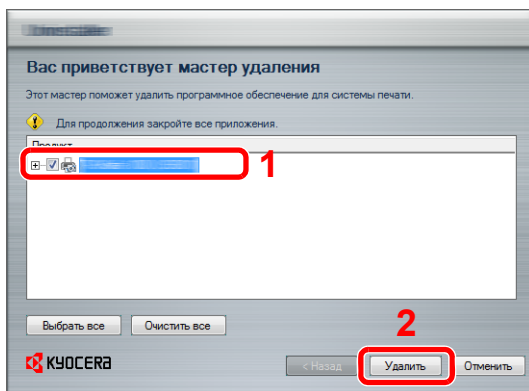 Вас приветствует мастер удаления
Этот мастер поможет удалить программное обеспечение для системы печати.
Для продолжения закройте все приложения.
Продукт
1
2
Выбрать все Очистить все
KYOCERA
< Назад Удалить Отменить